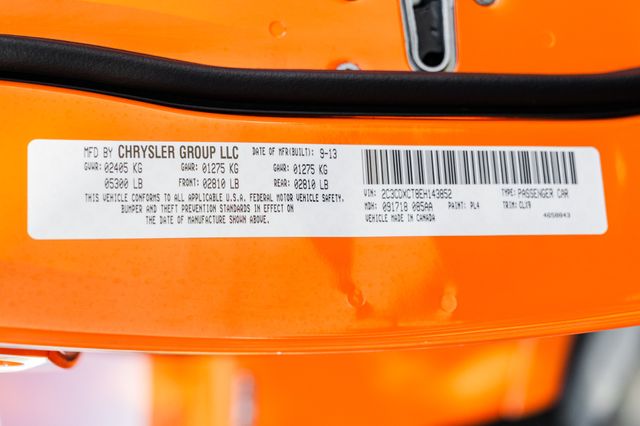 MFD BY CHRYSLER GROUP LLC DATE OF MFR(BUILT): 9-13
GVWR: 02405 KG GAWR: 01275 KG GAWR: 01275 KG
05300 LB FRONT: 02810 LB REAR: 02810 LB
THIS VEHICLE CONFORMS TO ALL APPLICABLE U.S.A. FEDERAL MOTOR VEHICLE SAFETY,
BUMPER AND THEFT PREVENTION STANDARDS IN EFFECT ON
THE DATE OF MANUFACTURE SHOWN ABOVE.
VIN: 2C3CDXCT8EH143852 TYPE: PASSENGER CAR
MDH: 091718 085AA PAINT: PL4 TRIM: CLX9
VEHICLE MADE IN CANADA 4650843